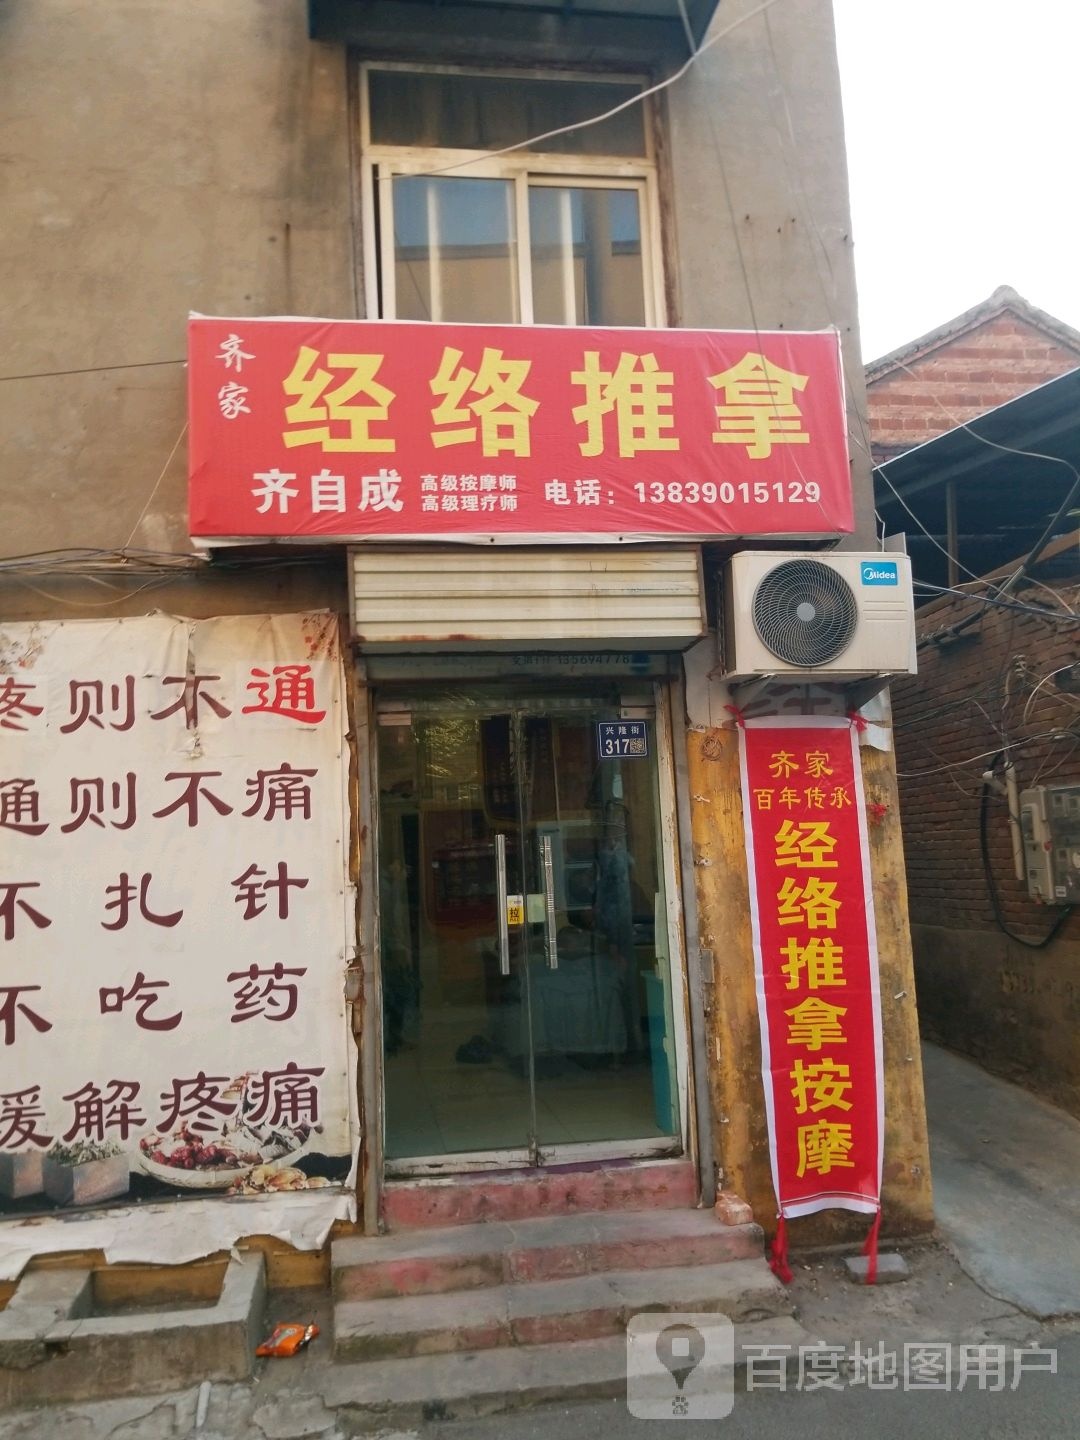 齐家
经络推拿
齐自成
高级按摩师
高级理疗师
电话：13839015129
Midea
135694778
兴隆街
317
拉
疼则不通
通则不痛
不扎针
不吃药
缓解疼痛
齐家
百年传承
经络推拿按摩
百度地图用户